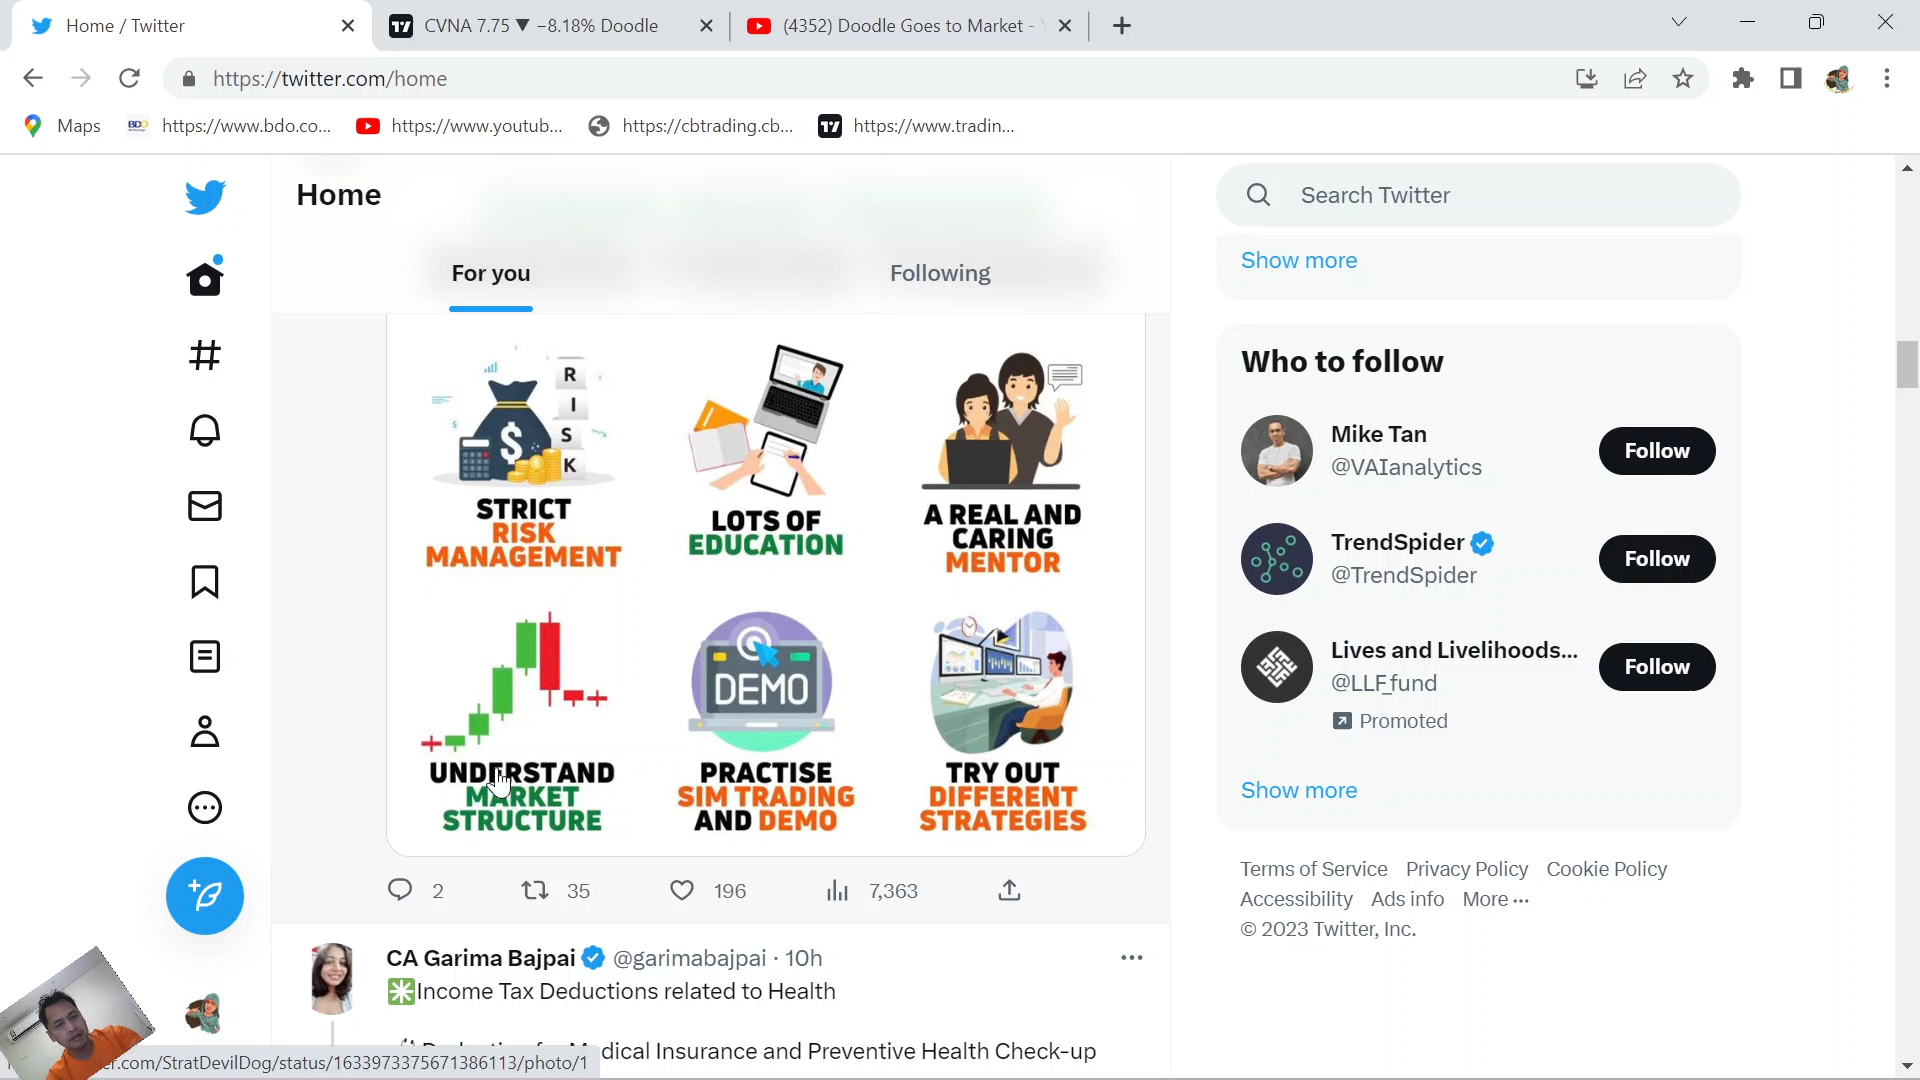 Home / Twitter
CVNA 7.75 ▼ −8.18% Doodle
(4352) Doodle Goes to Market -
https://twitter.com/home
Maps
BDO
https://www.bdo.co...
https://www.youtub...
https://cbtrading.cb...
https://www.tradin...
Home
Search Twitter
For you
Following
Show more
RISK
STRICT
RISK
MANAGEMENT
LOTS OF
EDUCATION
A REAL AND
CARING
MENTOR
UNDERSTAND
MARKET
STRUCTURE
DEMO
PRACTISE
SIM TRADING
AND DEMO
TRY OUT
DIFFERENT
STRATEGIES
2
35
196
7,363
CA Garima Bajpai @garimabajpai · 10h
Income Tax Deductions related to Health
dical Insurance and Preventive Health Check-up
.com/StratDevilDog/status/1633973375671386113/photo/1
Who to follow
Mike Tan
@VAIanalytics
Follow
TrendSpider
@TrendSpider
Follow
Lives and Livelihoods...
@LLF_fund
Promoted
Follow
Show more
Terms of Service Privacy Policy Cookie Policy
Accessibility Ads info More ···
© 2023 Twitter, Inc.